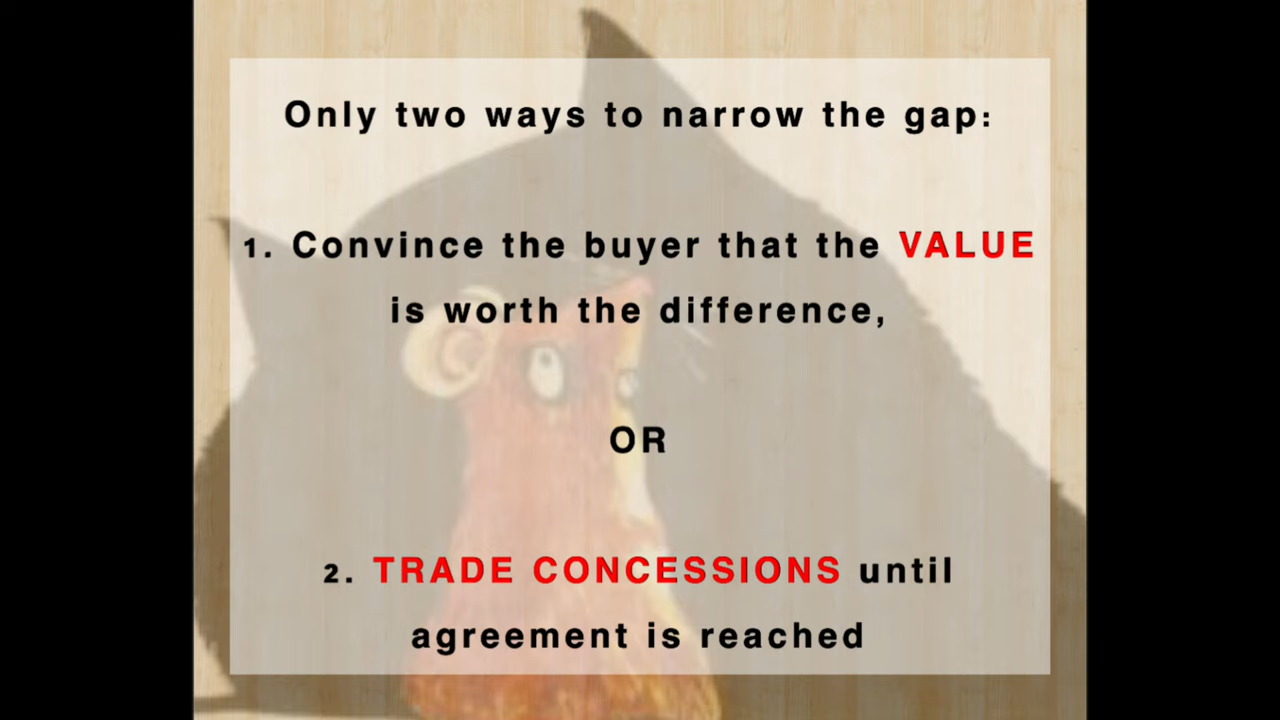 Only two ways to narrow the gap:
1. Convince the buyer that the VALUE
is worth the difference,
OR
2. TRADE CONCESSIONS until
agreement is reached